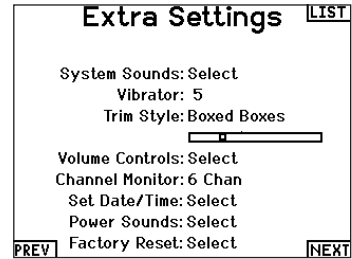 Extra Settings LIST
System Sounds: Select
Vibrator: 5
Trim Style: Boxed Boxes
Volume Controls: Select
Channel Monitor: 6 Chan
Set Date/Time: Select
Power Sounds: Select
PREV Factory Reset: Select NEXT